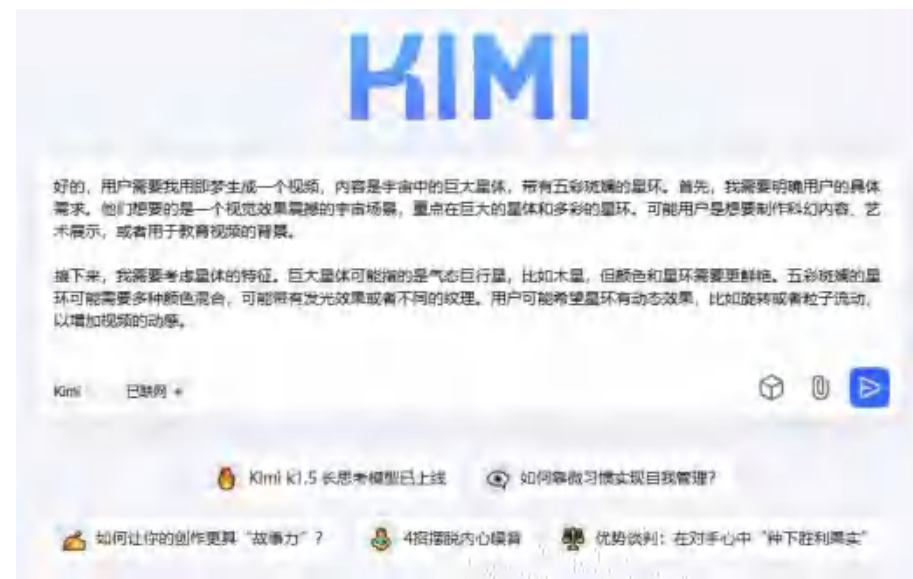 KIMI
好的，用户需要我用即梦生成一个视频，内容是宇宙中的巨大星体，带有五彩斑斓的星环。首先，我需要明确用户的具体
需求。他们想要的是一个视觉效果震撼的宇宙场景，重点在巨大的星体和多彩的星环。可能用户是想要制作科幻内容、艺
术展示，或者用于教育视频的背景。
接下来，我需要考虑星体的特征。巨大星体可能指的是气态巨行星，比如木星，但颜色和星环需要更鲜艳。五彩斑斓的星
环可能需要多种颜色混合，可能带有发光效果或者不同的纹理。用户可能希望星环有动态效果，比如旋转或者粒子流动，
以增加视频的动感。
Kimi 已联网
Kimi k1.5 长思考模型已上线 如何靠微习惯实现自我管理？
如何让你的创作更具“故事力”？ 4招摆脱内心噪音 优势谈判：在对手心中“种下胜利果实”